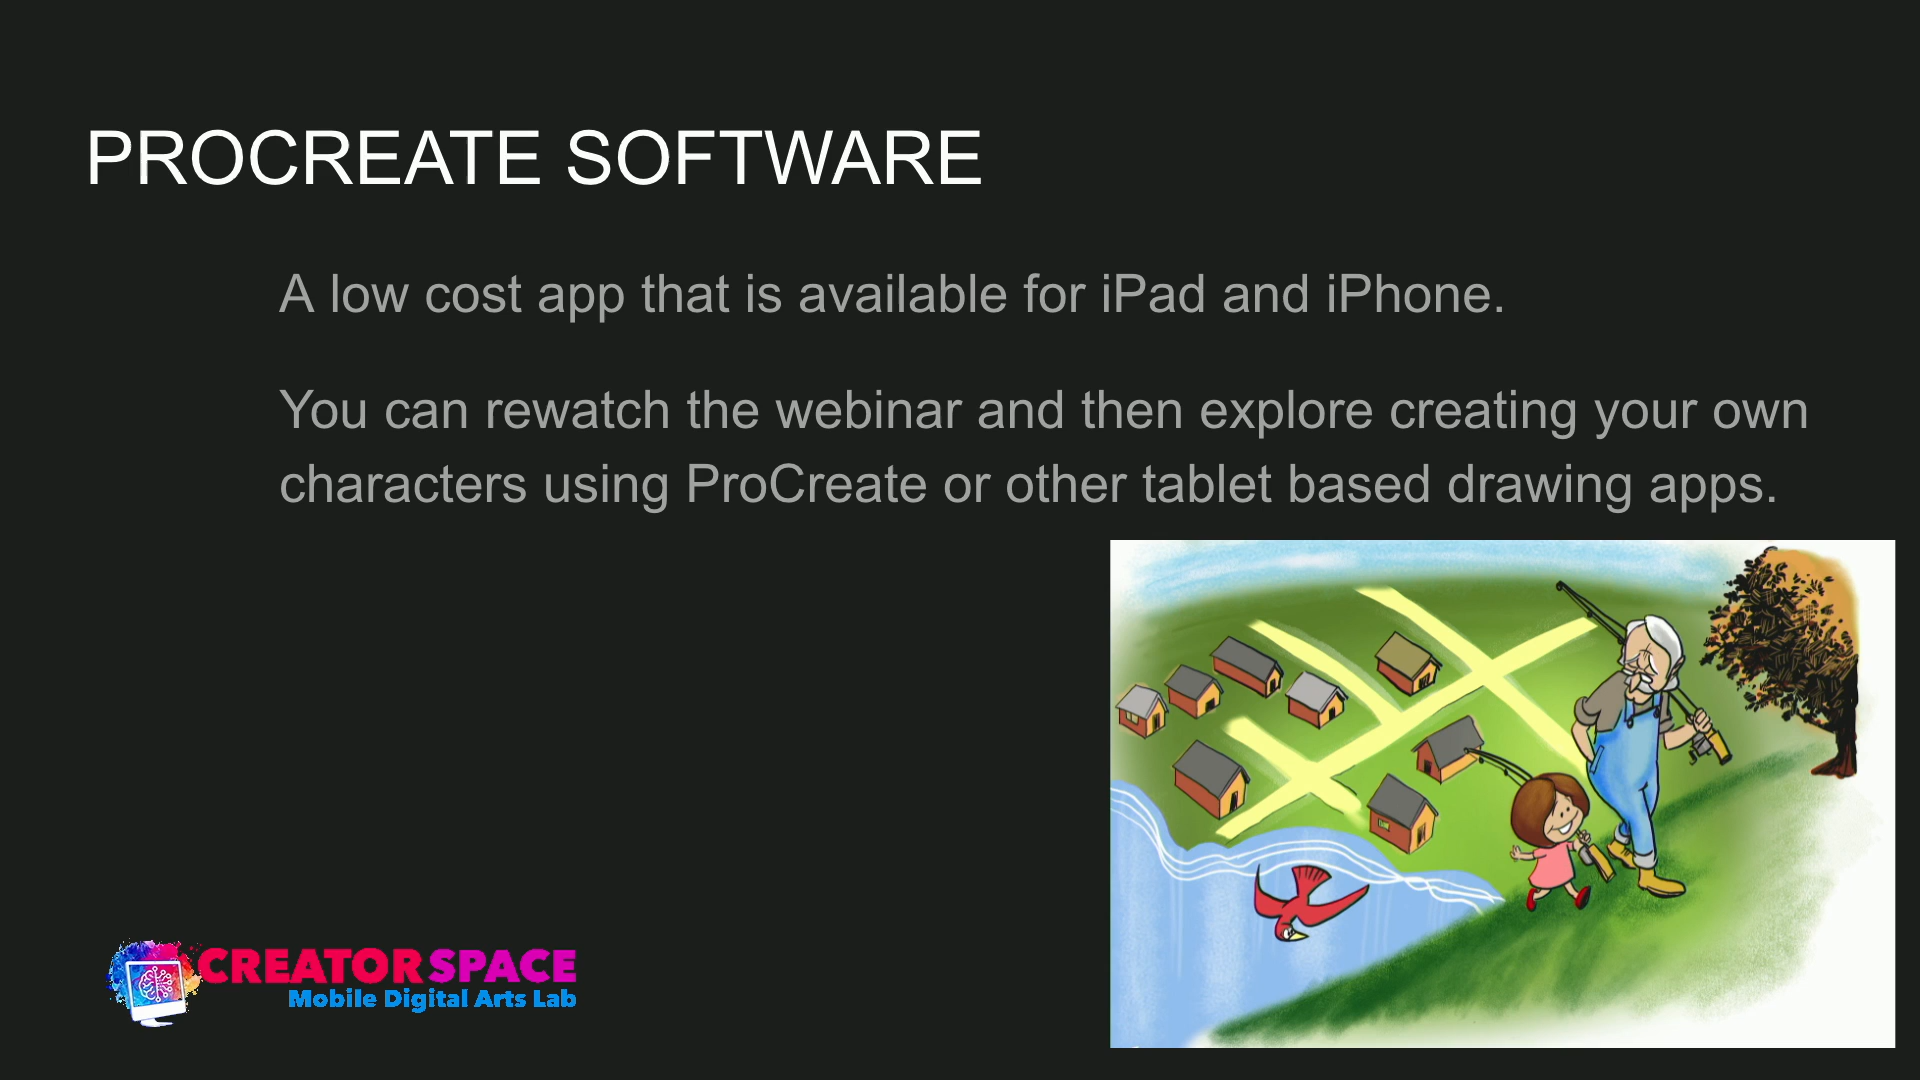 PROCREATE SOFTWARE
A low cost app that is available for iPad and iPhone.
You can rewatch the webinar and then explore creating your own
characters using ProCreate or other tablet based drawing apps.
CREATORSPACE
Mobile Digital Arts Lab